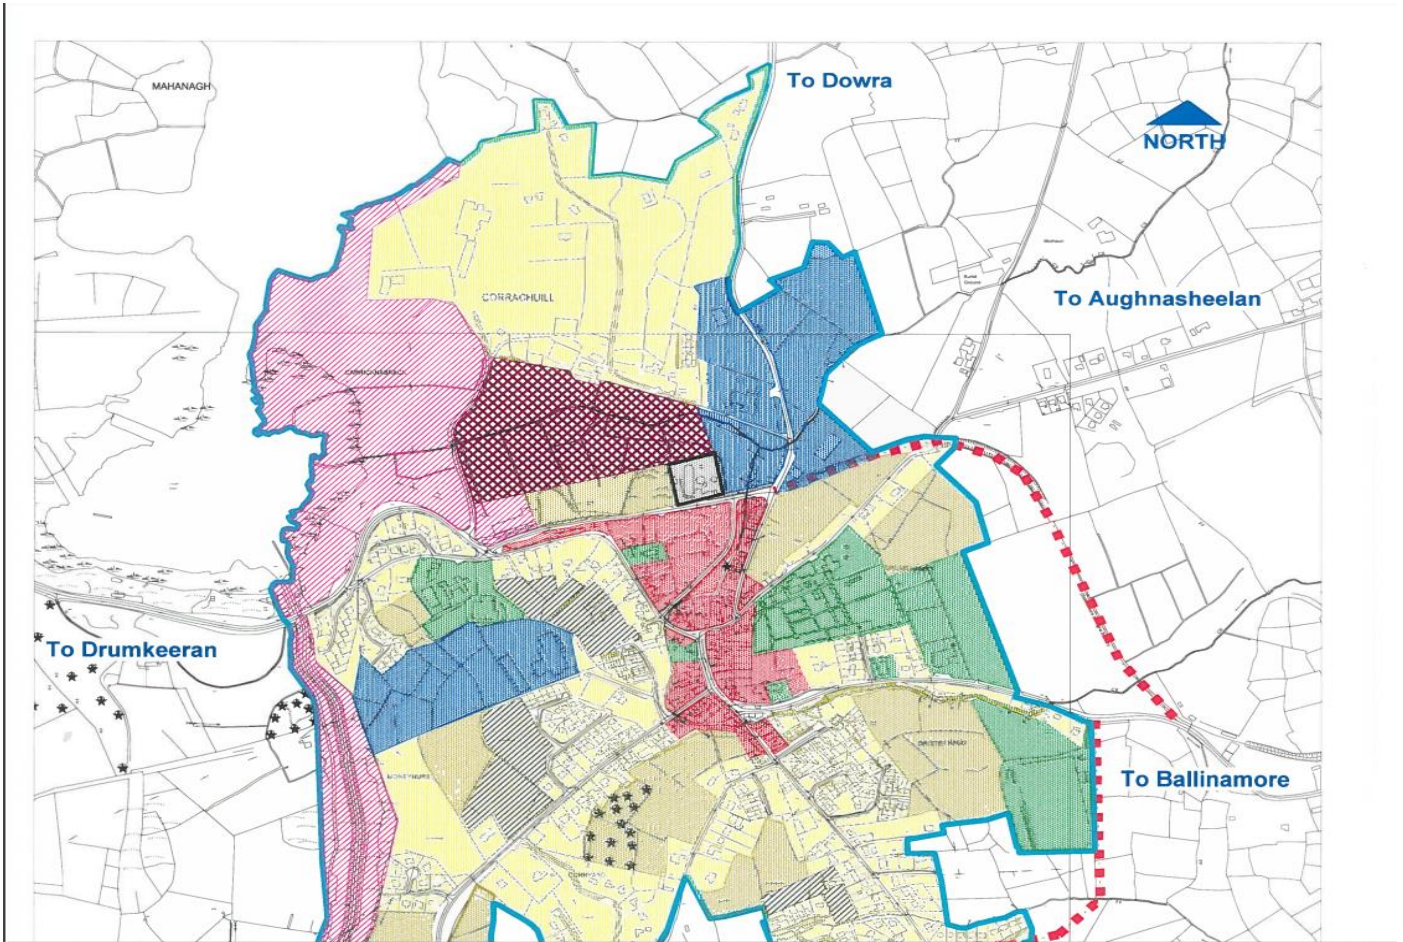 MAHANAGH
To Dowra
NORTH
To Aughnasheelan
CORRACHUILL
To Drumkeeran
To Ballinamore